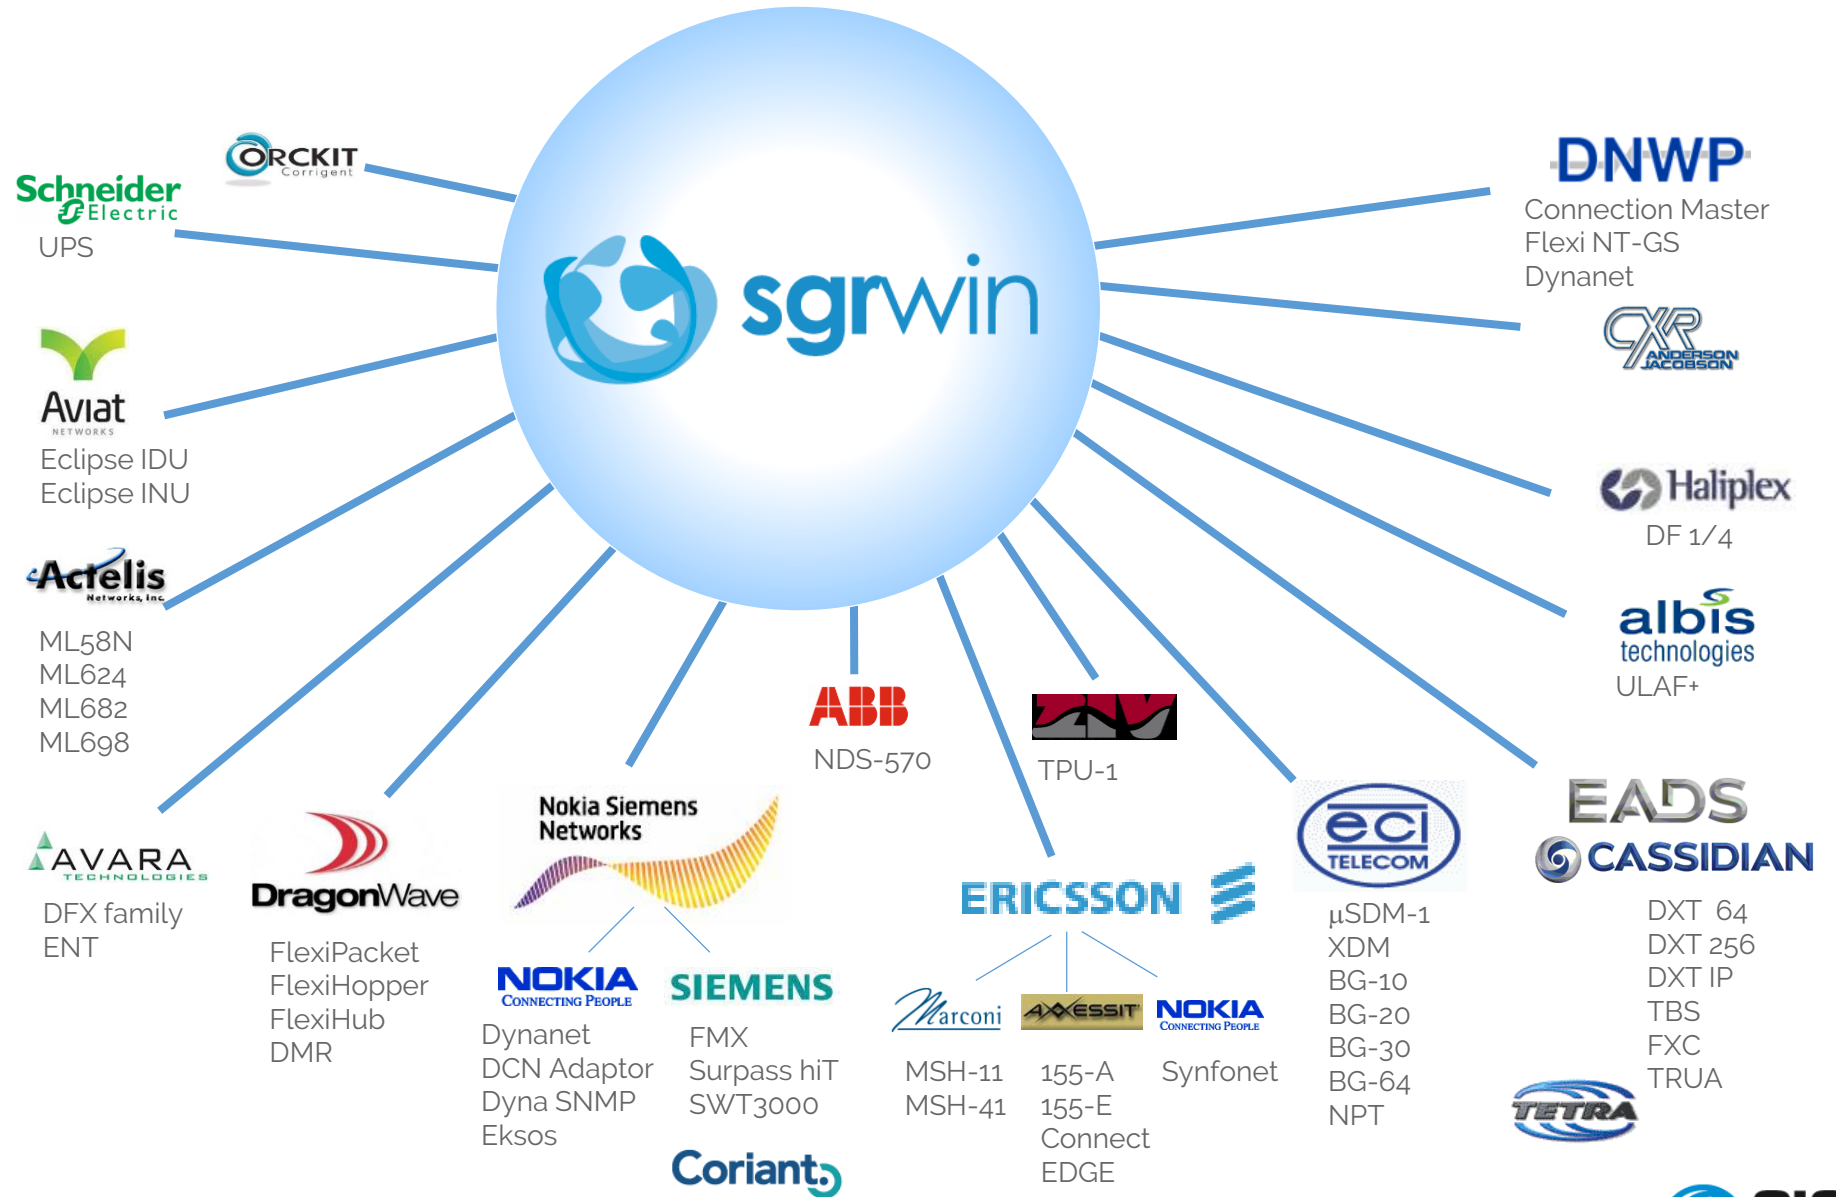 ORCKIT
Corrigent
Schneider
Electric
UPS
sgrwin
DNWP
Connection Master
Flexi NT-GS
Dynanet
CXR
ANDERSON
JACOBSON
AVIAT
NETWORKS
Eclipse IDU
Eclipse INU
Haliplex
DF 1/4
Actelis
Networks, Inc.
ML58N
ML624
ML682
ML698
albis
technologies
ULAF+
ABB
NDS-570
ZIV
TPU-1
AVARA
TECHNOLOGIES
DFX family
ENT
DragonWave
FlexiPacket
FlexiHopper
FlexiHub
DMR
Nokia Siemens
Networks
NOKIA
CONNECTING PEOPLE
Dynanet
DCN Adaptor
Dyna SNMP
Eksos
SIEMENS
FMX
Surpass hiT
SWT3000
Coriant
ERICSSON
Marconi
MSH-11
MSH-41
AXXESSIT
155-A
155-E
Connect
EDGE
NOKIA
CONNECTING PEOPLE
Synfonet
eci
TELECOM
µSDM-1
XDM
BG-10
BG-20
BG-30
BG-64
NPT
EADS
CASSIDIAN
DXT 64
DXT 256
DXT IP
TBS
FXC
TRUA
TETRA